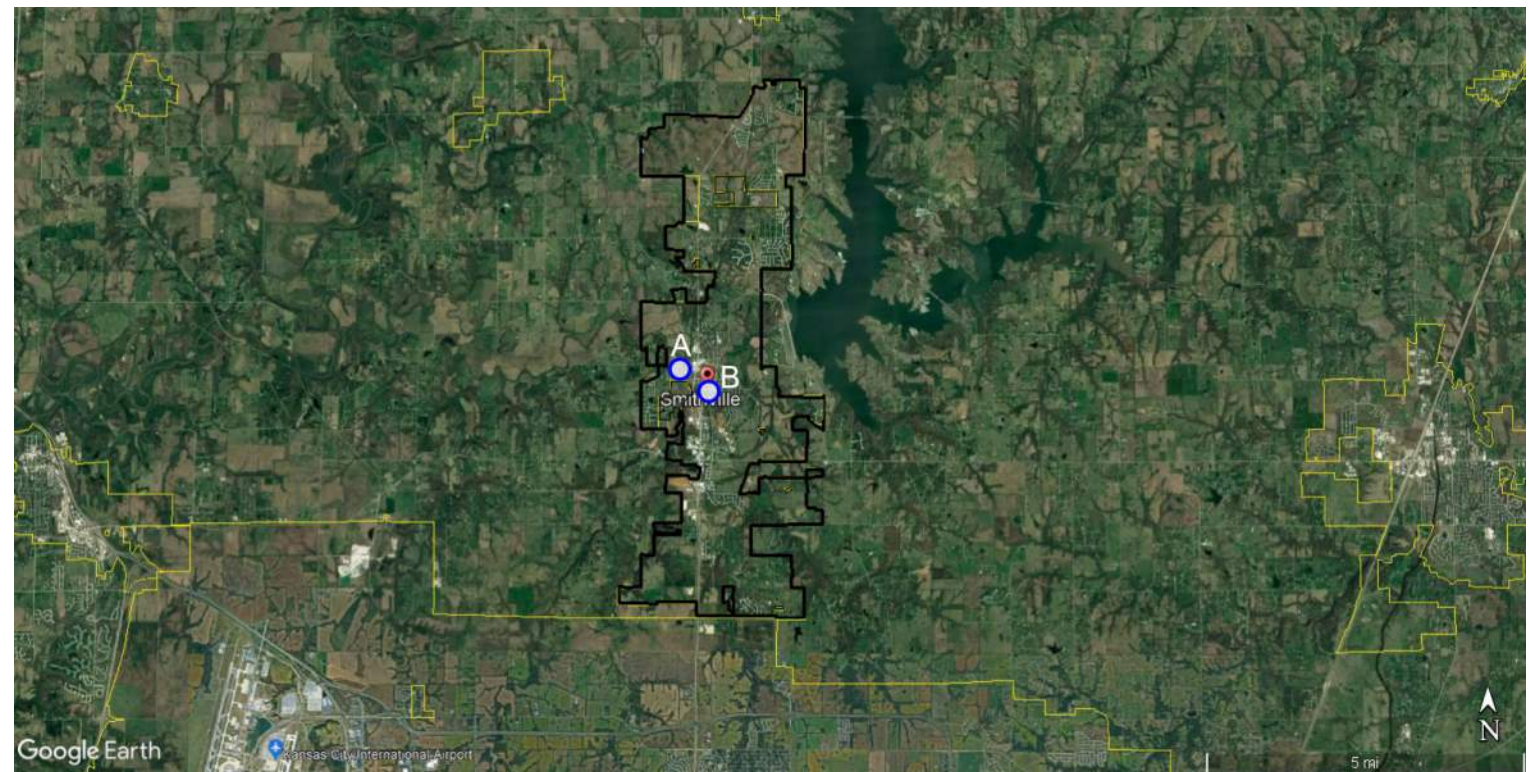 A
B
Smithville
N
Google Earth
Kansas City International Airport
5 mi